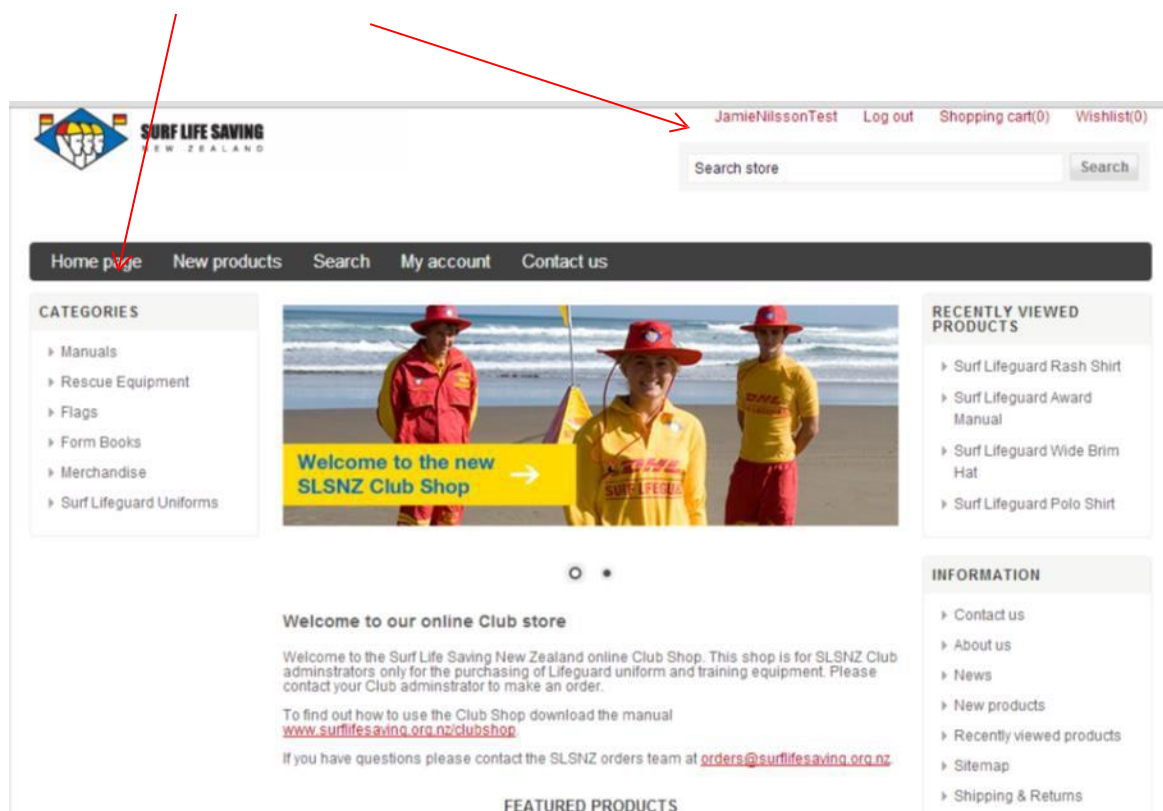 JamieNilssonTest Log out Shopping cart(0) Wishlist(0)
SURF LIFE SAVING
NEW ZEALAND
Search store Search
Home page New products Search My account Contact us
CATEGORIES
Manuals
Rescue Equipment
Flags
Form Books
Merchandise
Surf Lifeguard Uniforms
DHL
DHL
SURF LIFEGUA
Welcome to the new
SLSNZ Club Shop
RECENTLY VIEWED
PRODUCTS
Surf Lifeguard Rash Shirt
Surf Lifeguard Award
Manual
Surf Lifeguard Wide Brim
Hat
Surf Lifeguard Polo Shirt
Welcome to our online Club store
Welcome to the Surf Life Saving New Zealand online Club Shop. This shop is for SLSNZ Club
adminstrators only for the purchasing of Lifeguard uniform and training equipment. Please
contact your Club adminstrator to make an order.
To find out how to use the Club Shop download the manual
www.surflifesaving.org.nz/clubshop
If you have questions please contact the SLSNZ orders team at orders@surflifesaving.org.nz.
FEATURED PRODUCTS
INFORMATION
Contact us
About us
News
New products
Recently viewed products
Sitemap
Shipping & Returns